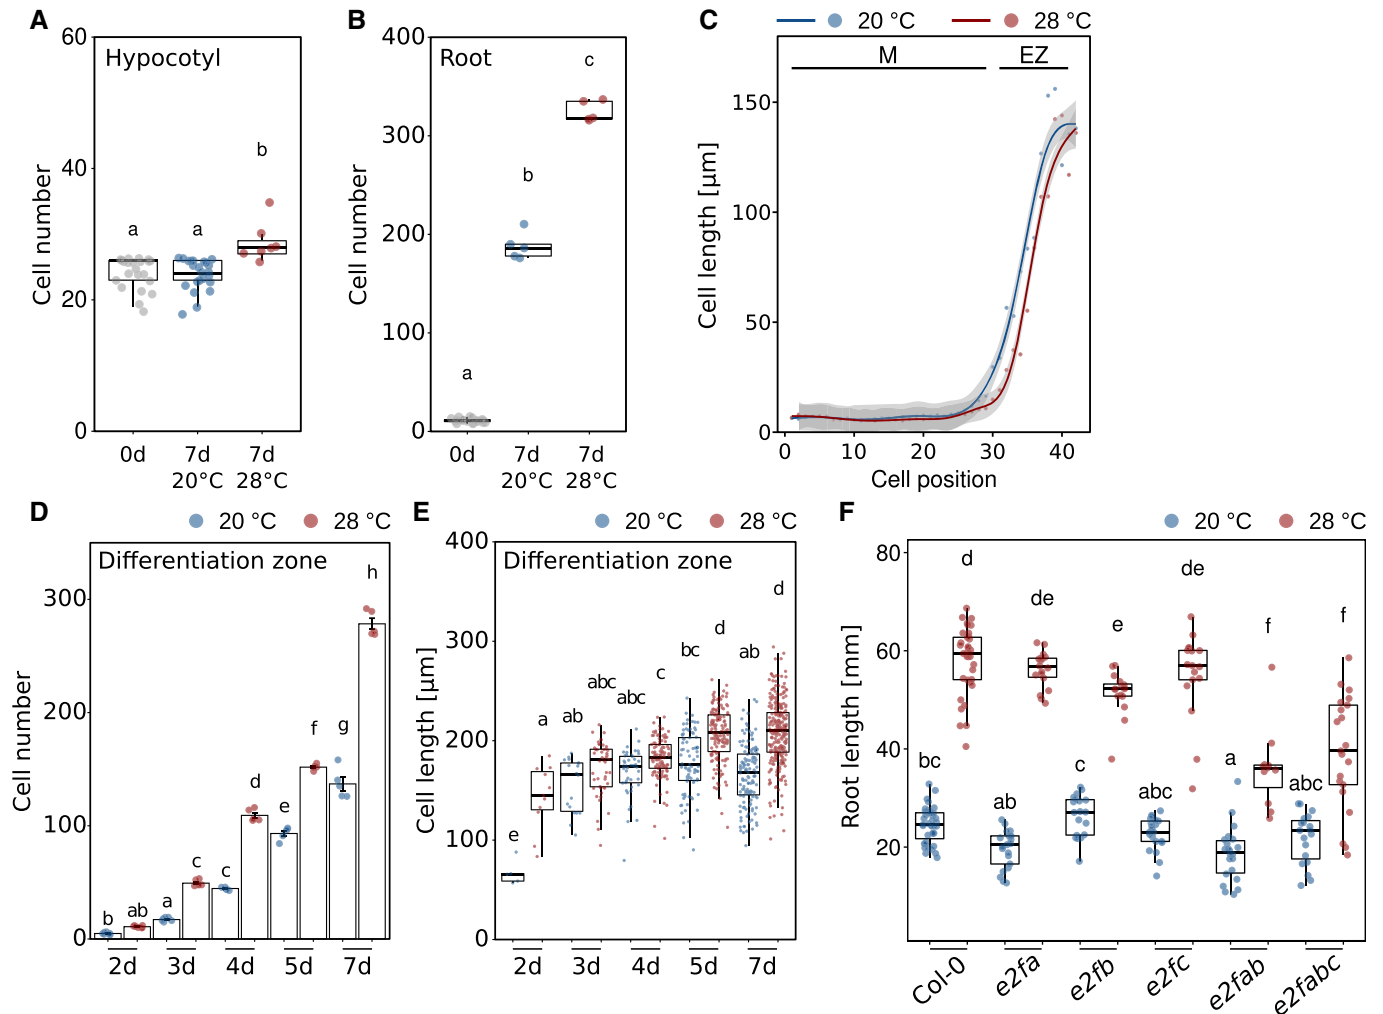 A
Hypocotyl
Cell number
60
40
20
0
a
a
b
0d
7d
20°C
7d
28°C
B
Root
Cell number
400
300
200
100
0
a
b
c
0d
7d
20°C
7d
28°C
C
20 °C
28 °C
M
EZ
Cell length [µm]
150
100
50
0
0
10
20
30
40
Cell position
D
20 °C
28 °C
Differentiation zone
Cell number
300
200
100
0
b
ab
a
c
c
d
e
f
g
h
2d
3d
4d
5d
7d
E
20 °C
28 °C
Differentiation zone
Cell length [µm]
400
300
200
100
0
e
a
ab
abc
abc
c
bc
d
ab
d
2d
3d
4d
5d
7d
F
20 °C
28 °C
Root length [mm]
80
60
40
20
bc
d
ab
de
c
e
abc
de
a
f
abc
f
Col-0
e2fa
e2fb
e2fc
e2fab
e2fabc